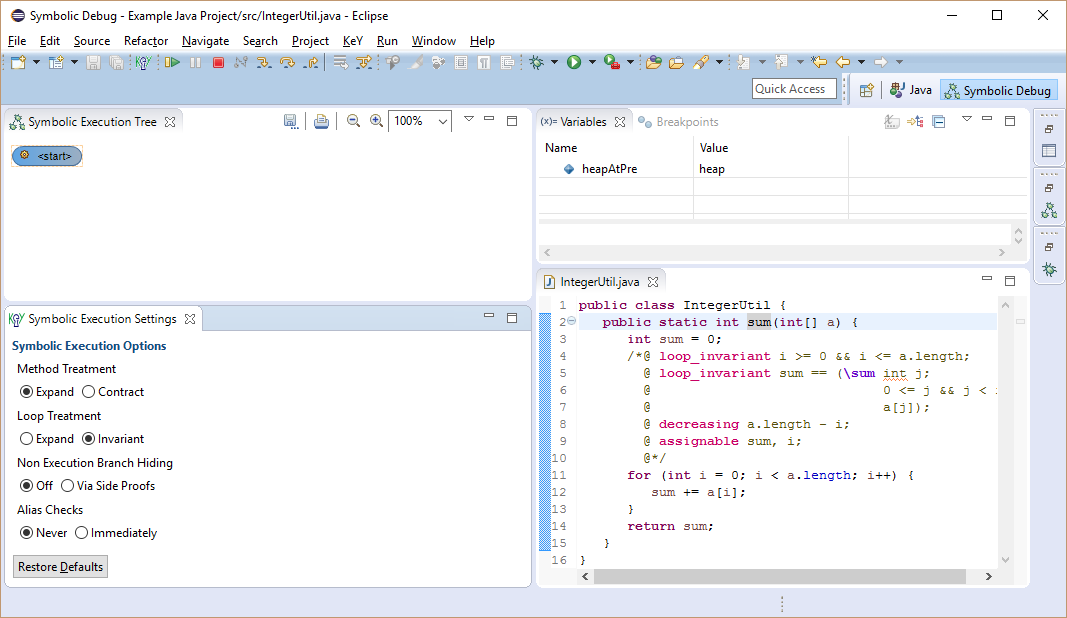 Symbolic Debug - Example Java Project/src/IntegerUtil.java - Eclipse
File Edit Source Refactor Navigate Search Project KeY Run Window Help
Quick Access Java Symbolic Debug
Symbolic Execution Tree 100%
<start>
Symbolic Execution Settings
Symbolic Execution Options
Method Treatment
Expand Contract
Loop Treatment
Expand Invariant
Non Execution Branch Hiding
Off Via Side Proofs
Alias Checks
Never Immediately
Restore Defaults
(x)= Variables Breakpoints
Name Value
heapAtPre heap
IntegerUtil.java
1 public class IntegerUtil {
2 public static int sum(int[] a) {
3 int sum = 0;
4 /*@ loop_invariant i >= 0 && i <= a.length;
5 @ loop_invariant sum == (\sum int j;
6 @ 0 <= j && j <
7 @ a[j]);
8 @ decreasing a.length - i;
9 @ assignable sum, i;
10 @*/
11 for (int i = 0; i < a.length; i++) {
12 sum += a[i];
13 }
14 return sum;
15 }
16 }